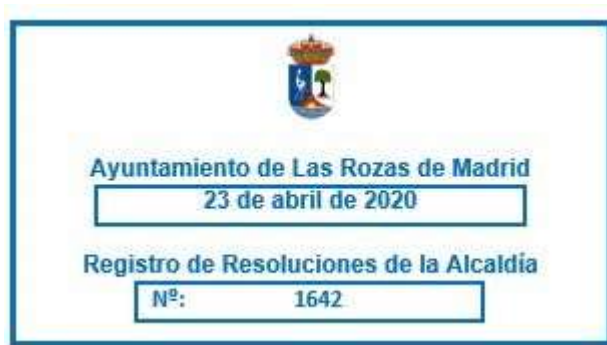 Ayuntamiento de Las Rozas de Madrid
23 de abril de 2020
Registro de Resoluciones de la Alcaldía
Nº: 1642